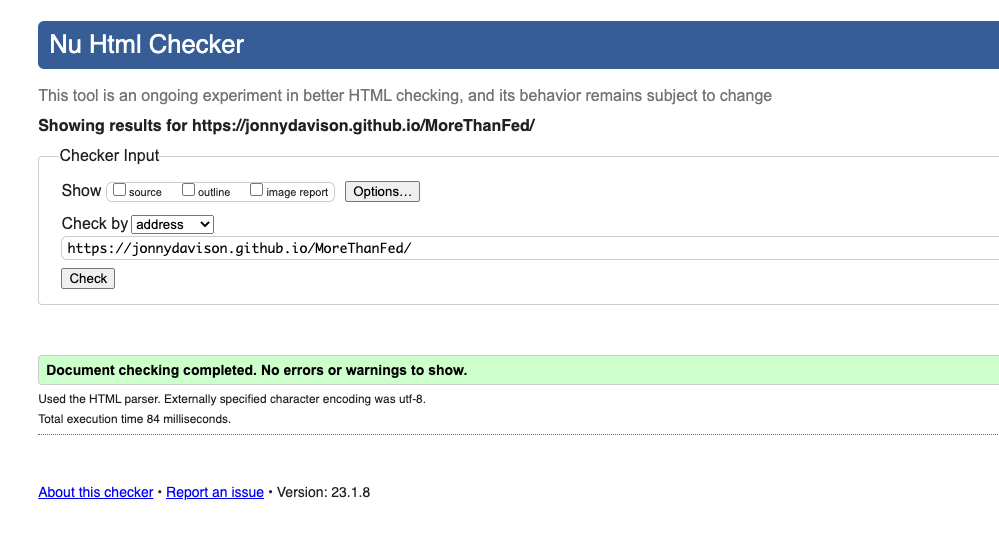 Nu Html Checker
This tool is an ongoing experiment in better HTML checking, and its behavior remains subject to change
Showing results for https://jonnydavison.github.io/MoreThanFed/
Checker Input
Show source outline image report Options...
Check by address
https://jonnydavison.github.io/MoreThanFed/
Check
Document checking completed. No errors or warnings to show.
Used the HTML parser. Externally specified character encoding was utf-8.
Total execution time 84 milliseconds.
About this checker • Report an issue • Version: 23.1.8